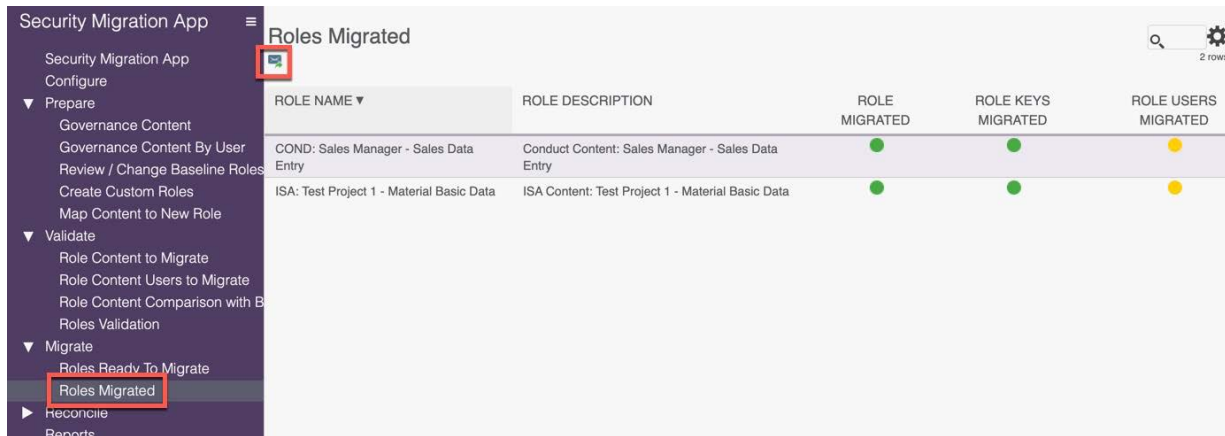 Security Migration App
Security Migration App
Configure
Prepare
Governance Content
Governance Content By User
Review / Change Baseline Roles
Create Custom Roles
Map Content to New Role
Validate
Role Content to Migrate
Role Content Users to Migrate
Role Content Comparison with B
Roles Validation
Migrate
Roles Ready To Migrate
Roles Migrated
Reconcile
Reports
Roles Migrated
2 rows
ROLE NAME ▼ ROLE DESCRIPTION ROLE ROLE KEYS ROLE USERS
MIGRATED MIGRATED MIGRATED
COND: Sales Manager - Sales Data Conduct Content: Sales Manager - Sales Data
Entry Entry
ISA: Test Project 1 - Material Basic Data ISA Content: Test Project 1 - Material Basic Data